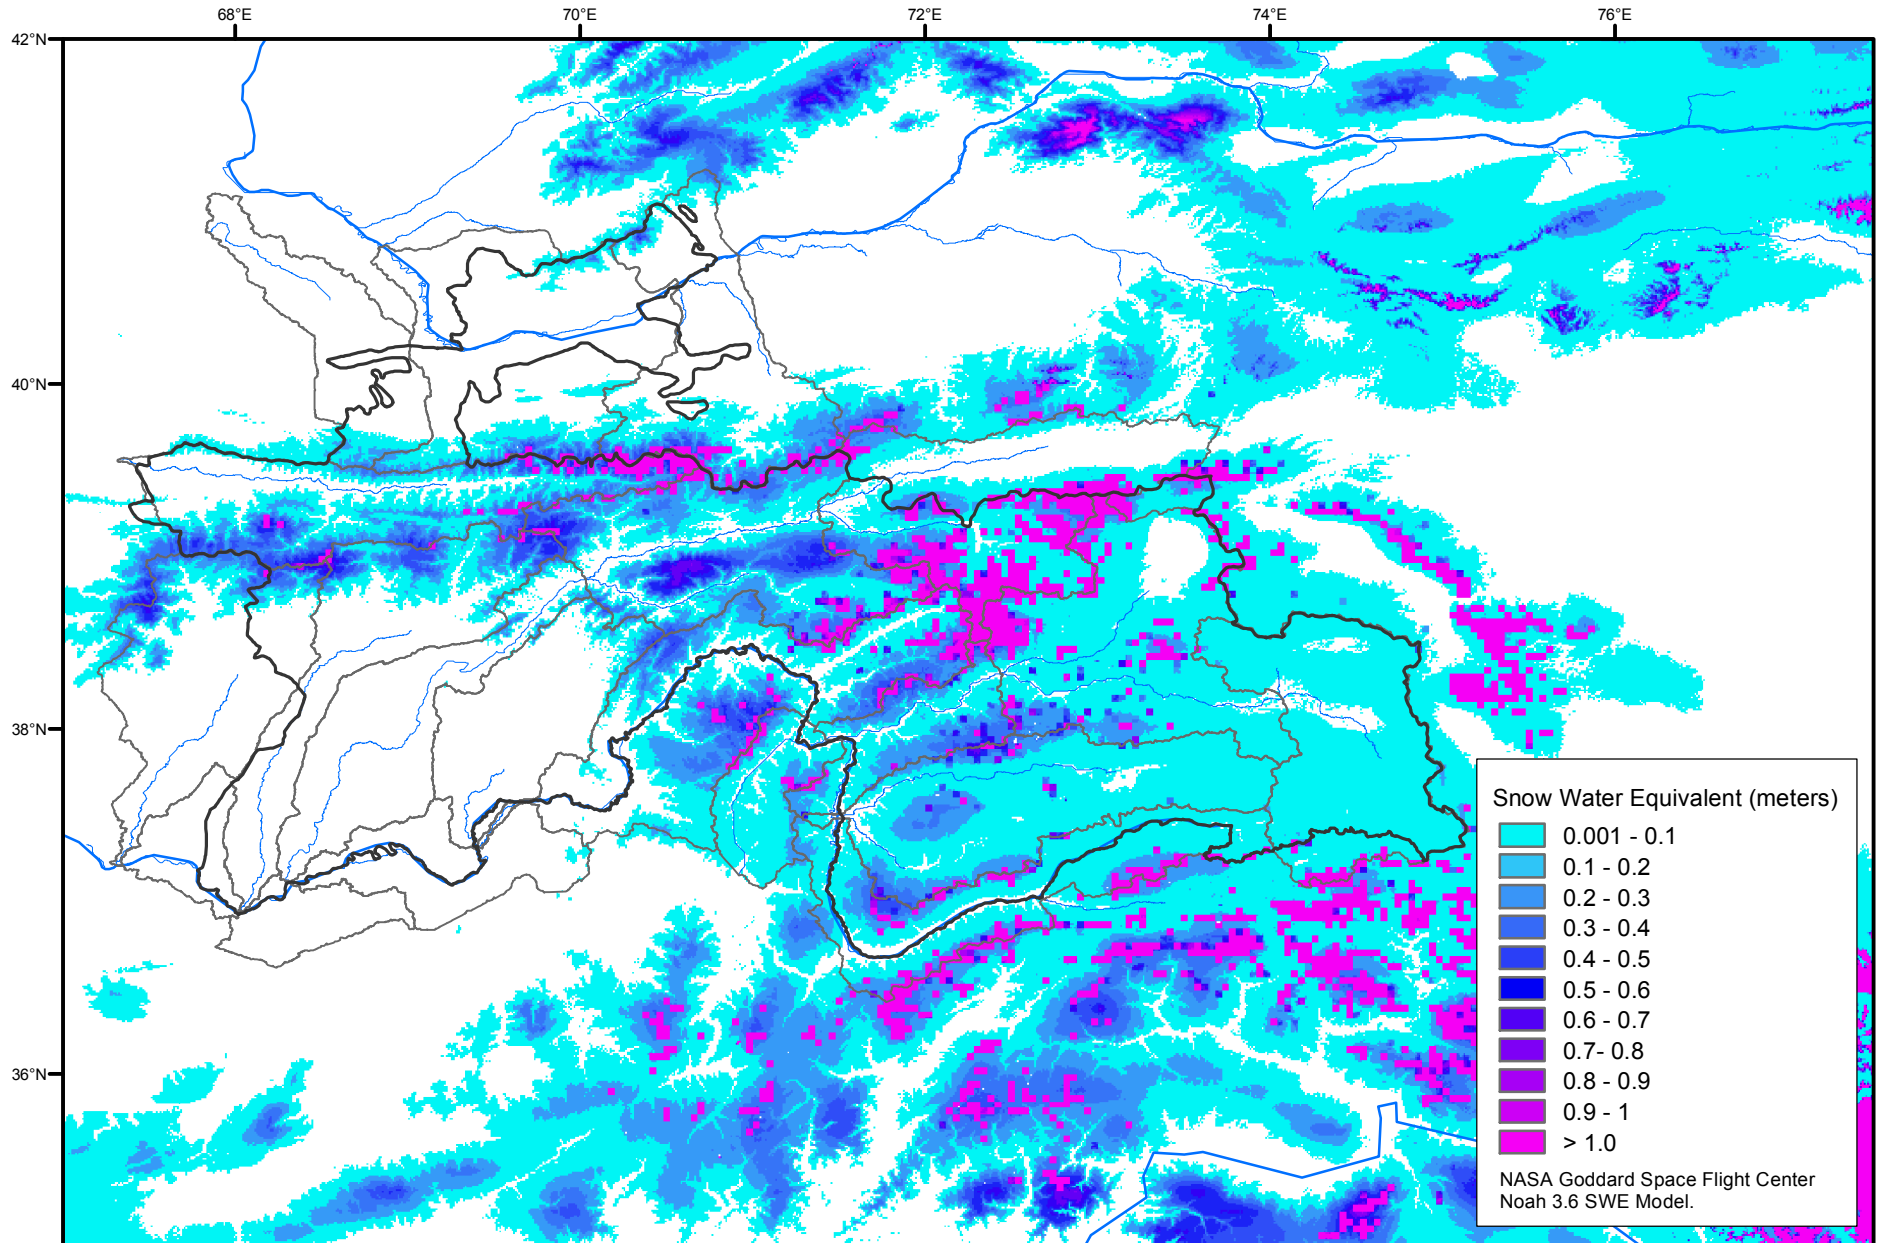 68°E
70°E
72°E
74°E
76°E
42°N
40°N
38°N
36°N
Snow Water Equivalent (meters)
0.001 - 0.1
0.1 - 0.2
0.2 - 0.3
0.3 - 0.4
0.4 - 0.5
0.5 - 0.6
0.6 - 0.7
0.7- 0.8
0.8 - 0.9
0.9 - 1
> 1.0
NASA Goddard Space Flight Center
Noah 3.6 SWE Model.